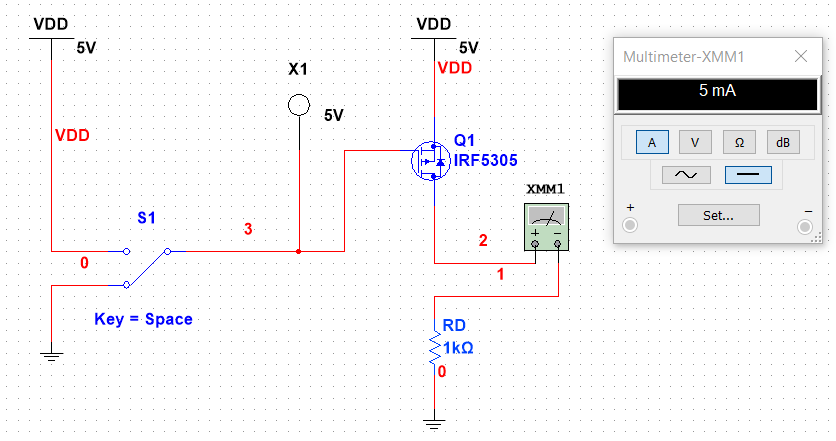 VDD
5V
VDD
S1
3
0
Key = Space
X1
5V
VDD
5V
VDD
Q1
IRF5305
XMM1
+ −
2
1
RD
1kΩ
0
Multimeter-XMM1
5 mA
A V Ω dB
+ −
Set...